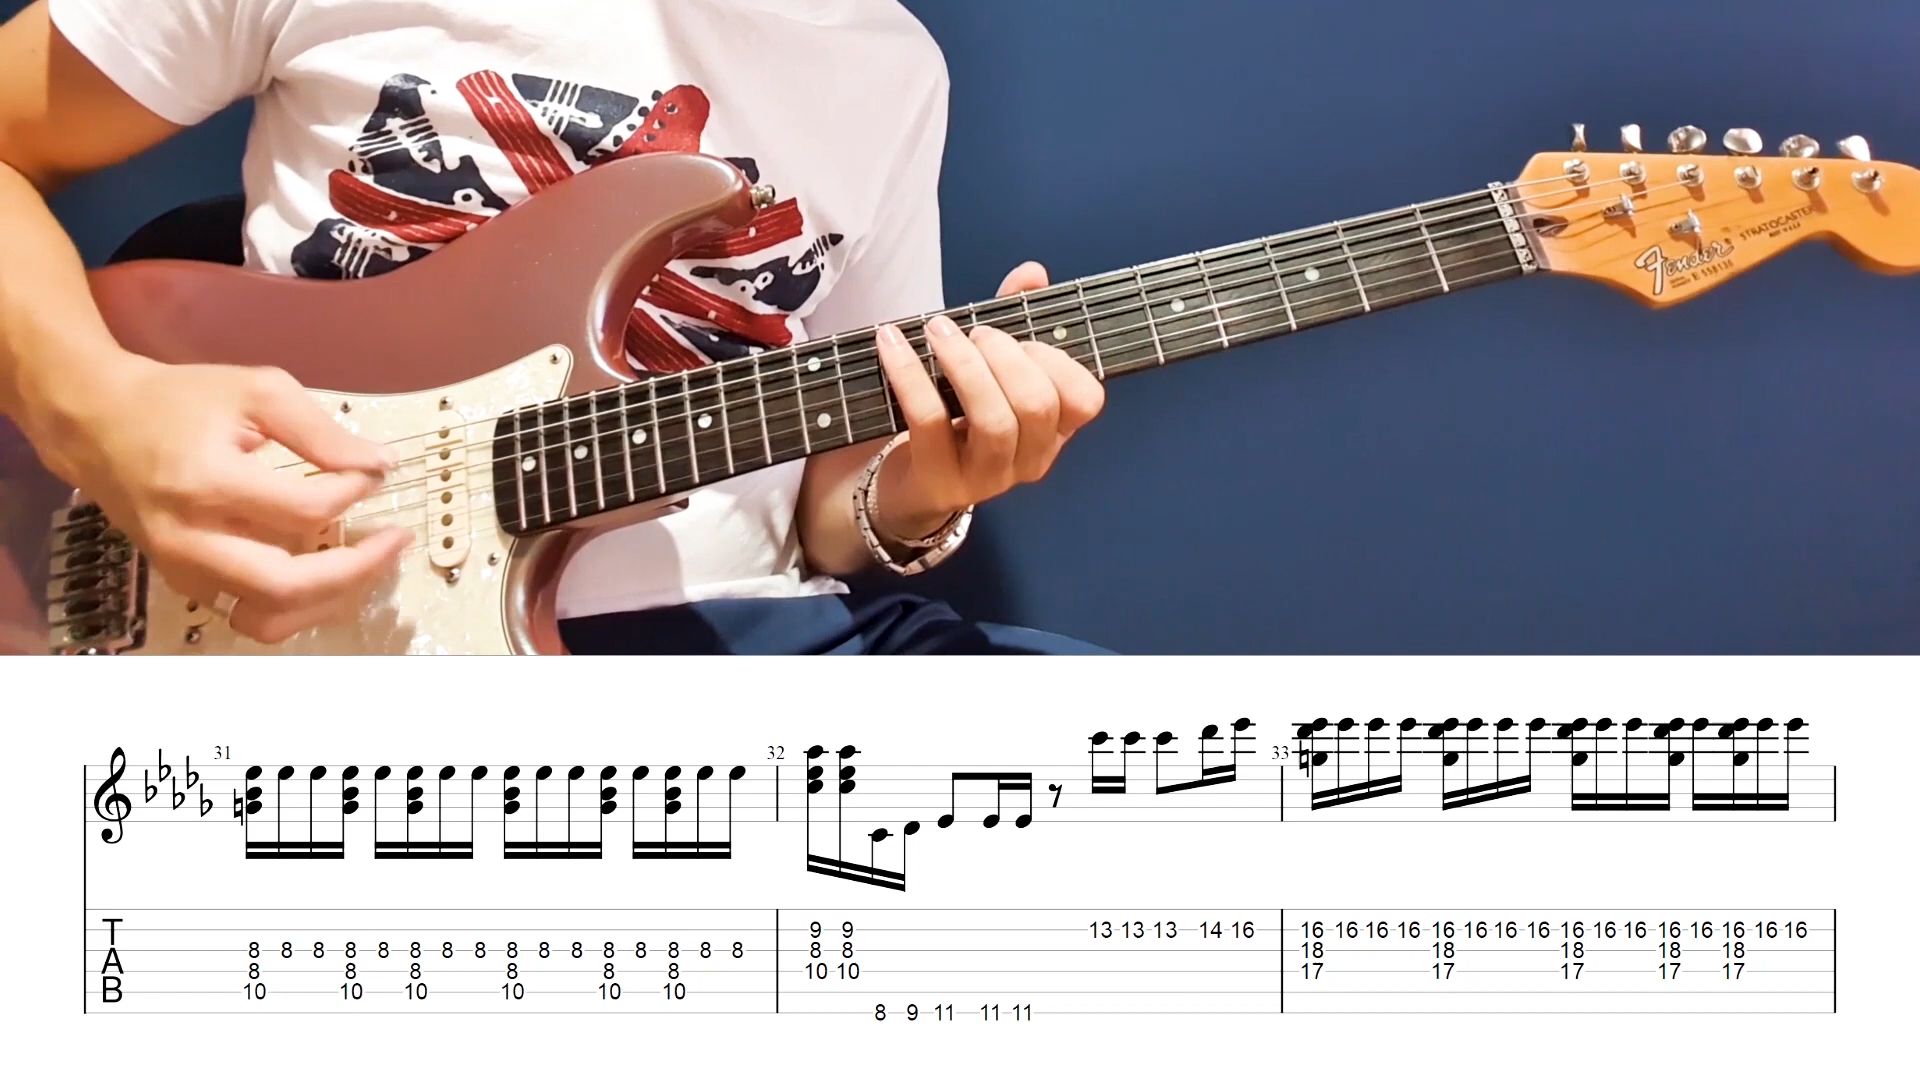 Fender
STRATOCASTER
31 32 33
T 9 9 13 13 13 14 16 16 16 16 16 16 16 16 16 16 16 16 16 16 16 16 16
8 8 8 8 8 8 8 8 8 8 8 8 8 8 8 8 8 8 18 18 18 18 18
A 8 8 8 8 8 8 10 10 17 17 17 17 17
B 10 10 10 10 10 10
8 9 11 11 11